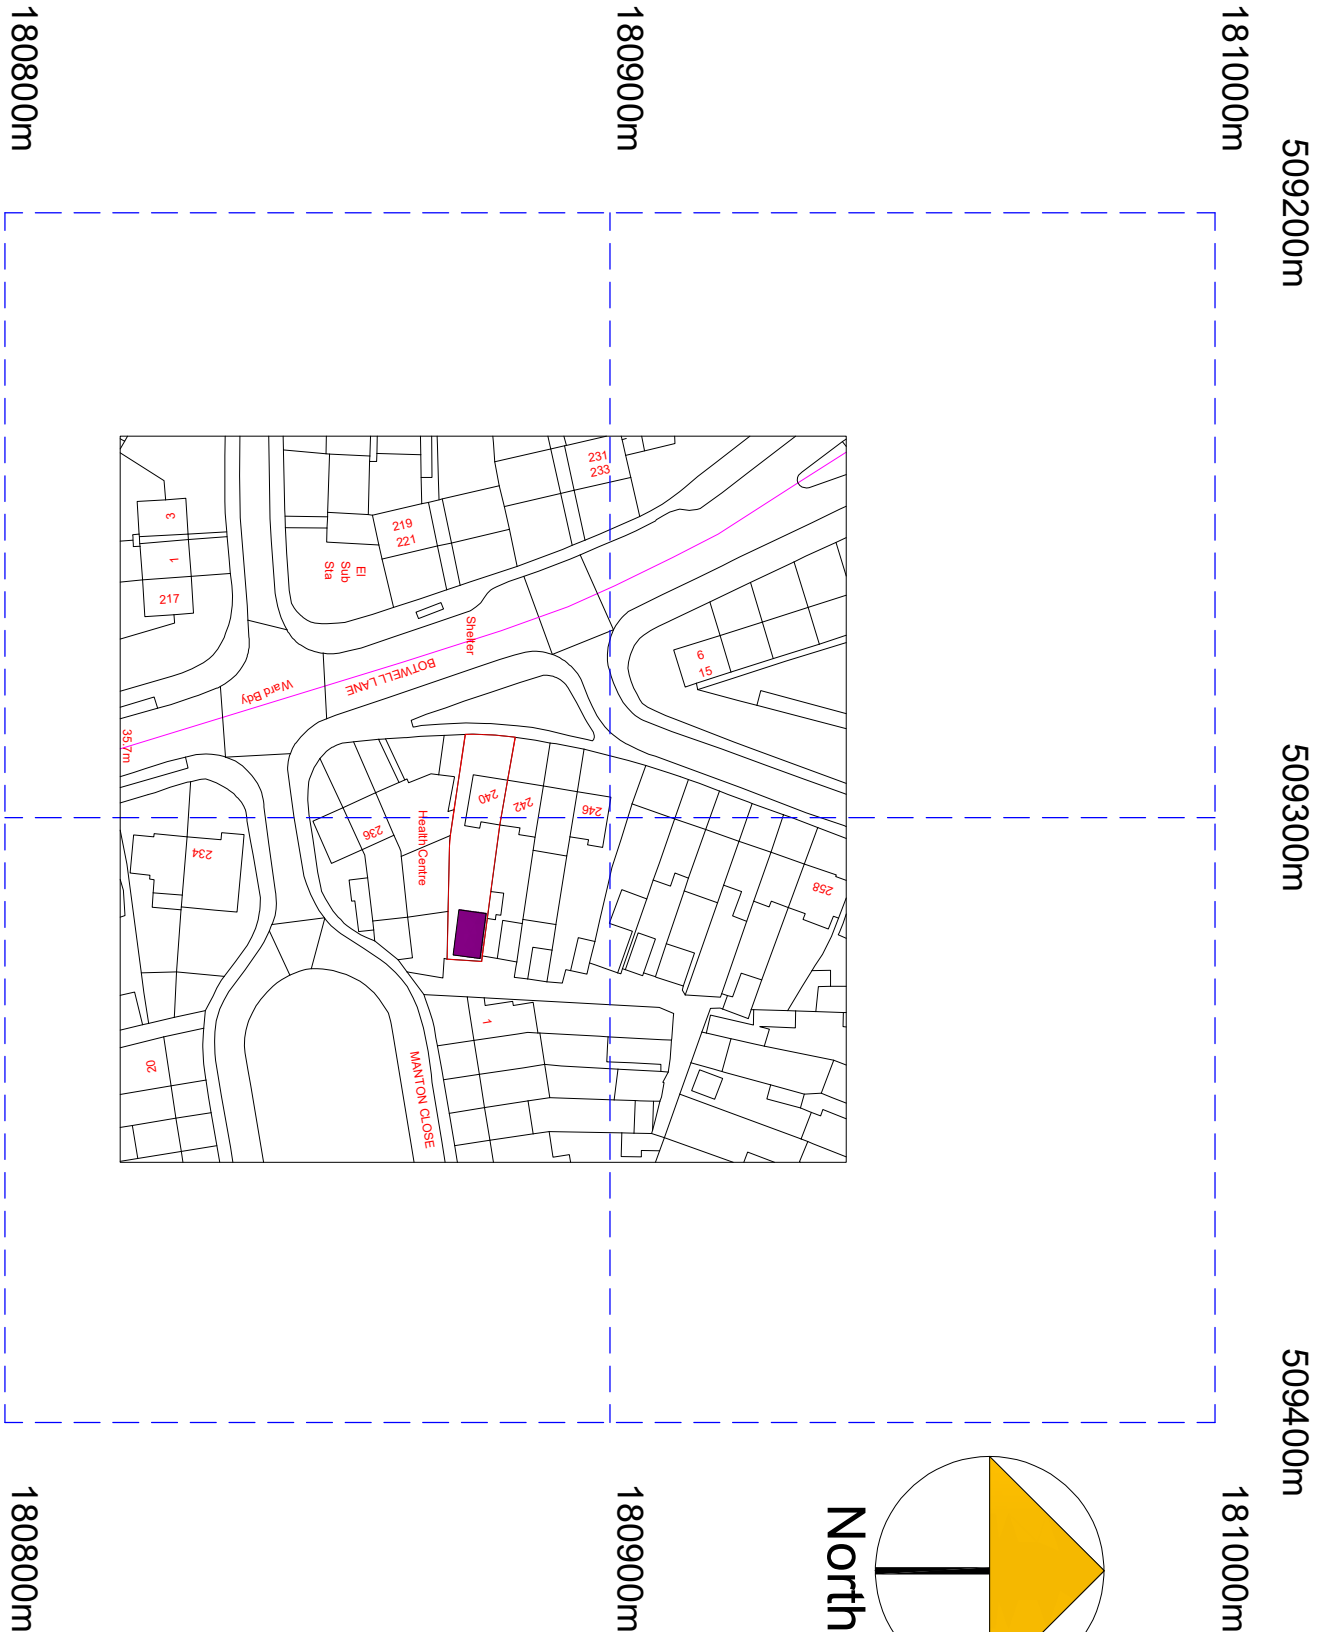 180800m
180900m
181000m
509200m
509300m
509400m
231
233
219
221
El
Sub
Sta
3
1
217
Shelter
BOTWELL LANE
Ward Bdy
35.7m
6
15
240
242
246
236
Health Centre
234
258
1
20
MANTON CLOSE
North
180800m
180900m
181000m